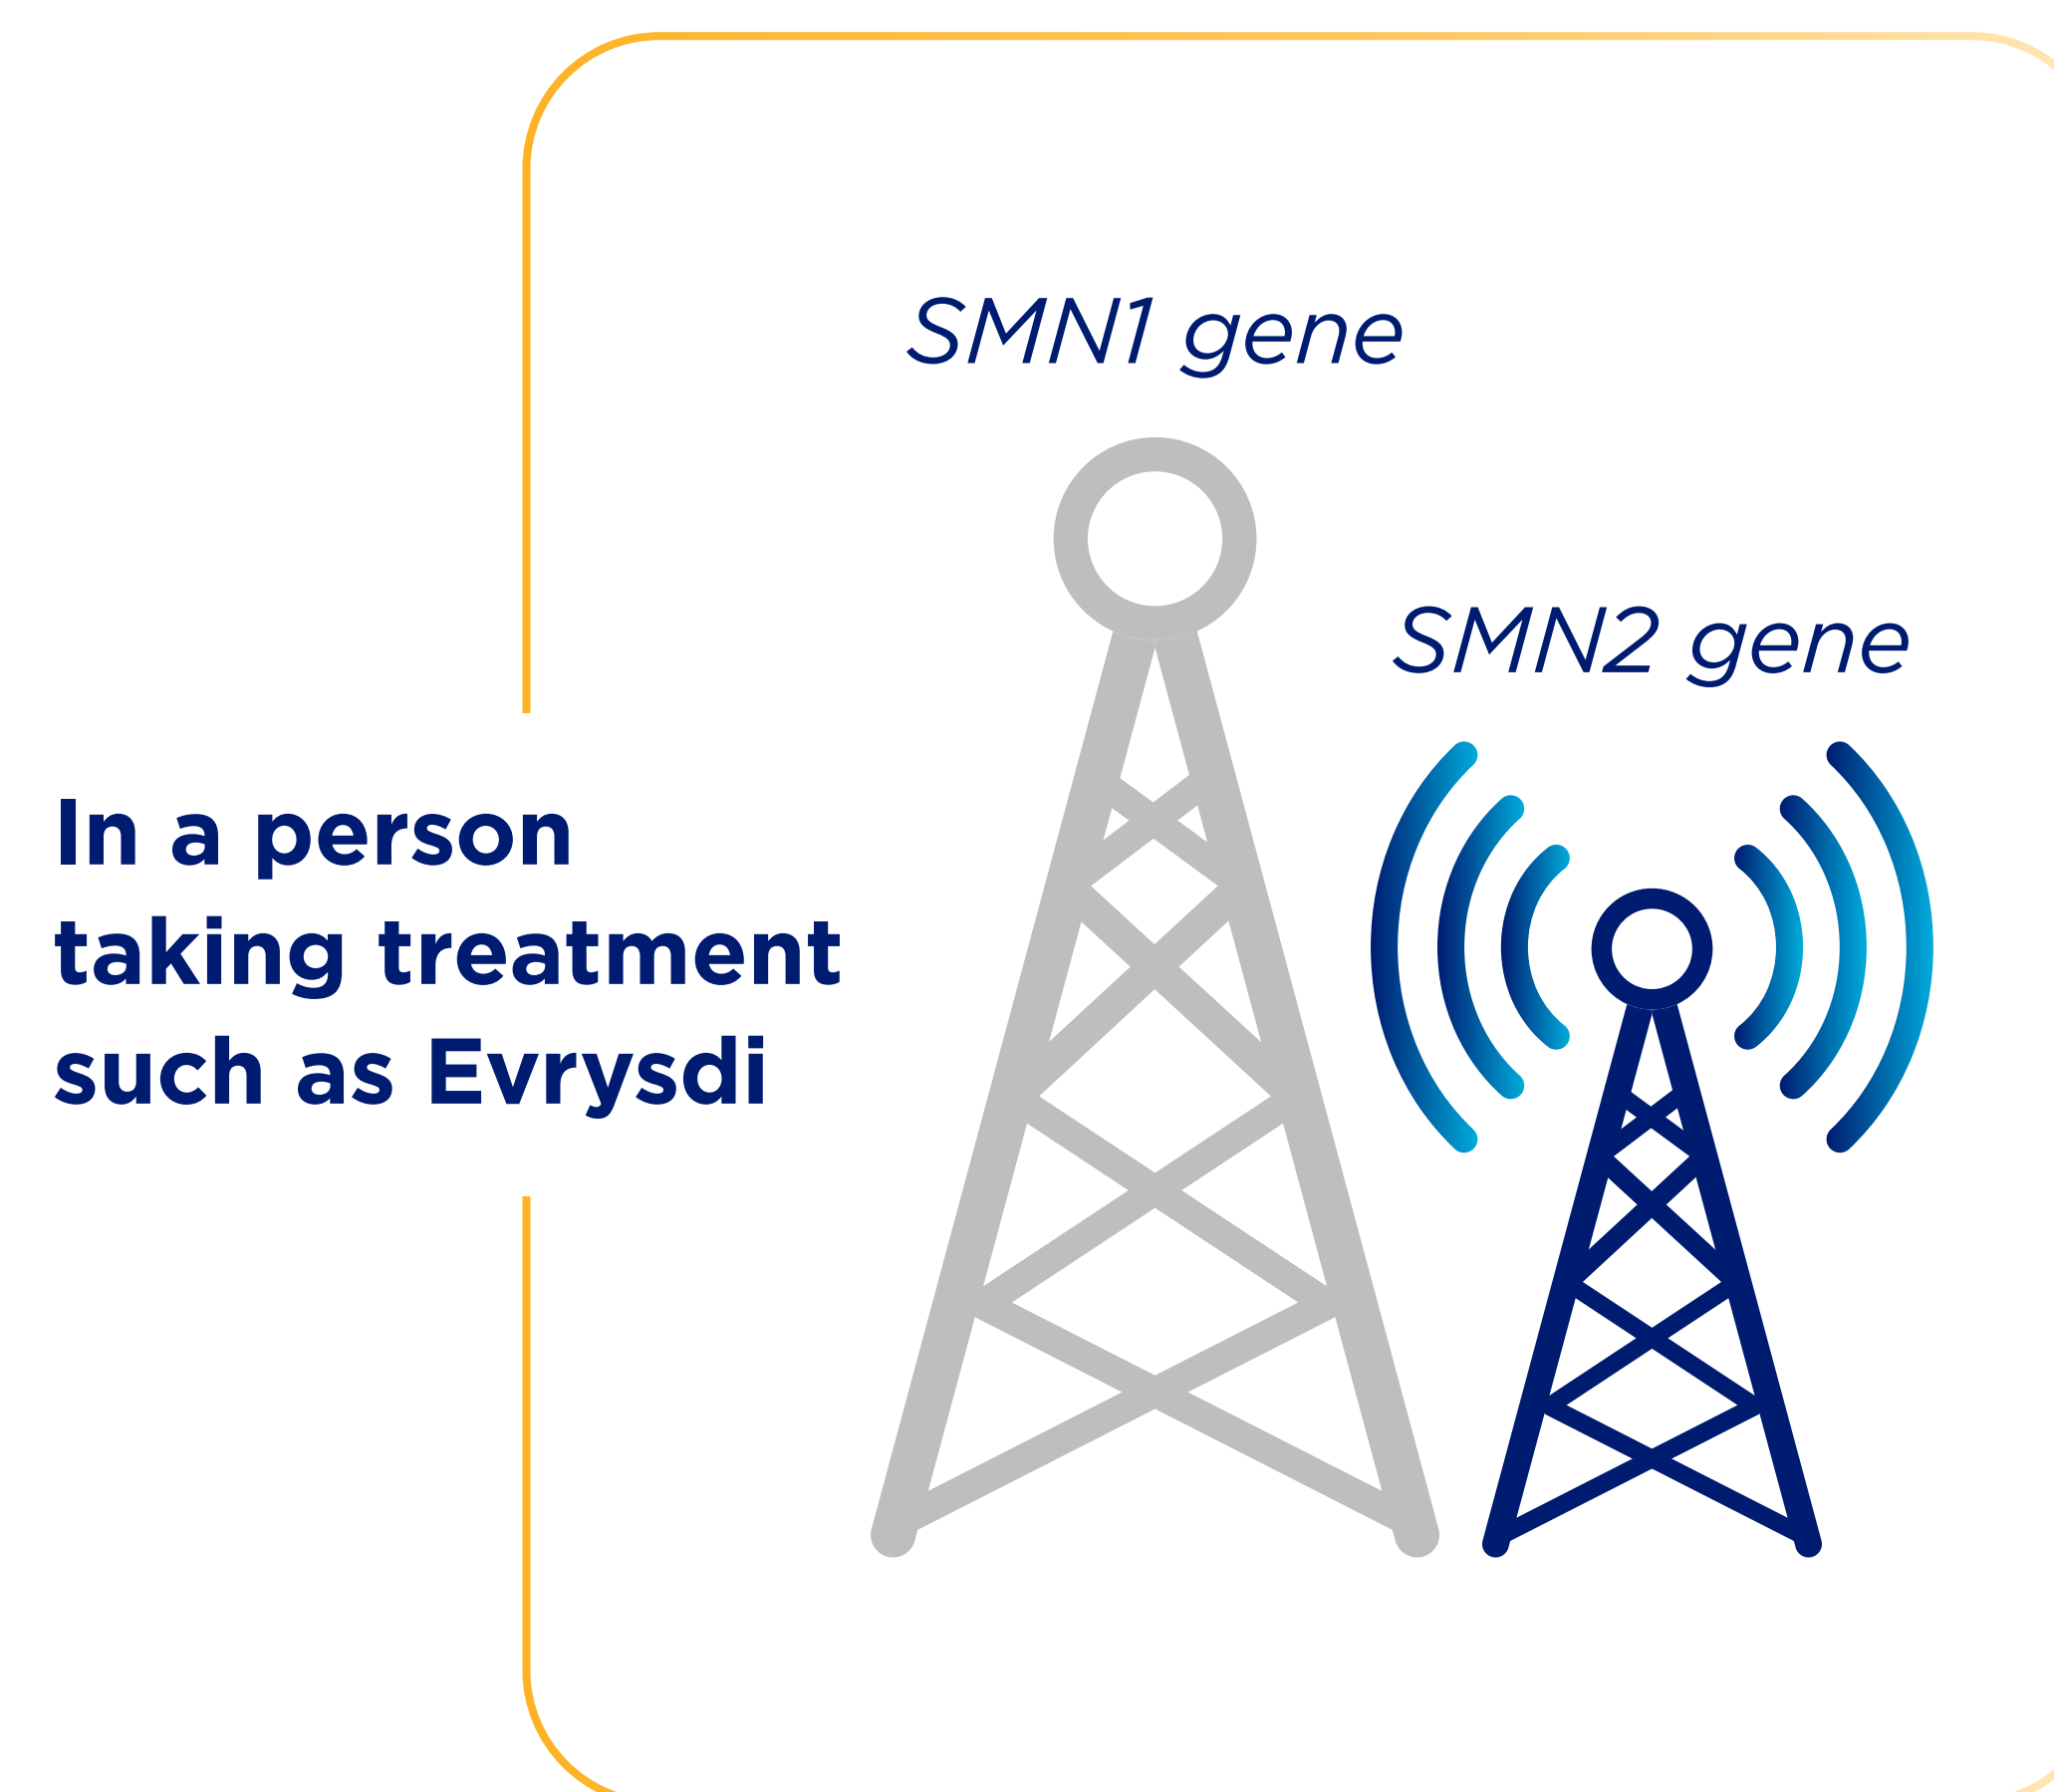 SMN1 gene
SMN2 gene
In a person
taking treatment
such as Evrysdi